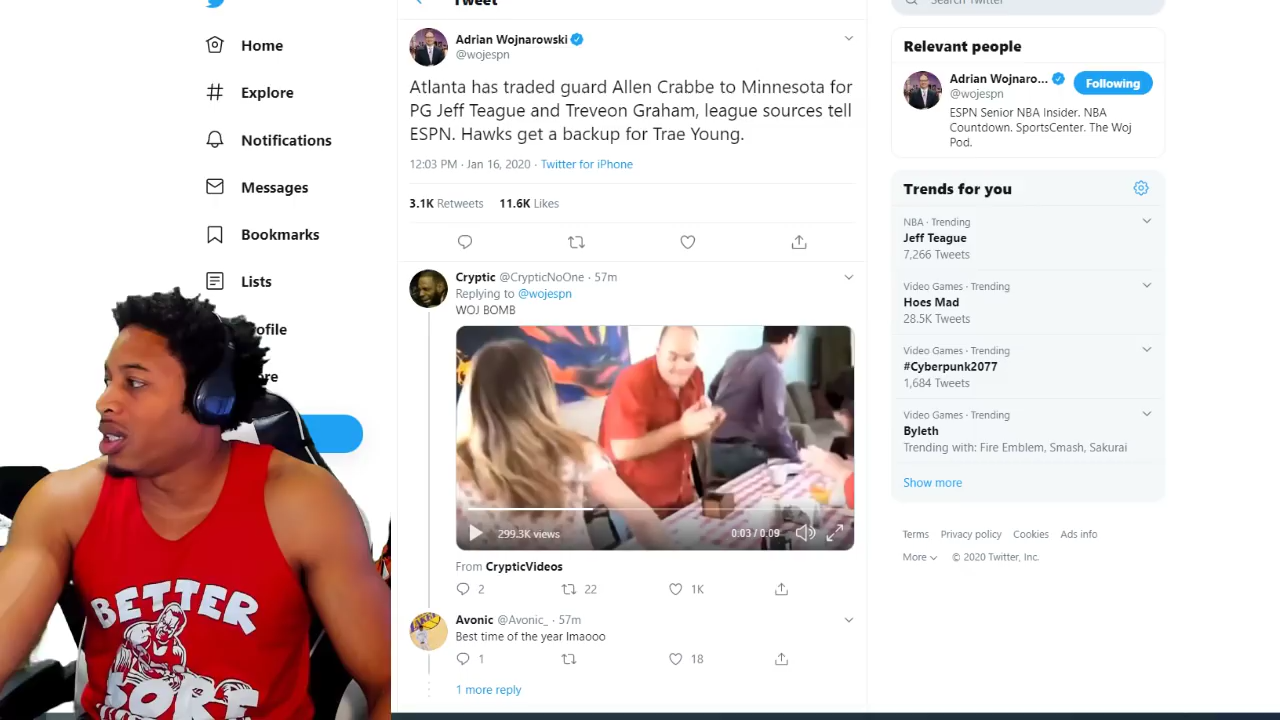 Home
Explore
Notifications
Messages
Bookmarks
Lists
Tweet
Adrian Wojnarowski
@wojespn
Atlanta has traded guard Allen Crabbe to Minnesota for
PG Jeff Teague and Treveon Graham, league sources tell
ESPN. Hawks get a backup for Trae Young.
12:03 PM · Jan 16, 2020 · Twitter for iPhone
3.1K Retweets 11.6K Likes
Cryptic @CrypticNoOne · 57m
Replying to @wojespn
WOJ BOMB
299.3K views
0:03 / 0:09
From CrypticVideos
2 22 1K
Avonic @Avonic_ · 57m
Best time of the year lmaooo
1 18
1 more reply
Search Twitter
Relevant people
Adrian Wojnaro...
@wojespn
Following
ESPN Senior NBA Insider. NBA
Countdown. SportsCenter. The Woj
Pod.
Trends for you
NBA · Trending
Jeff Teague
7,266 Tweets
Video Games · Trending
Hoes Mad
28.5K Tweets
Video Games · Trending
#Cyberpunk2077
1,684 Tweets
Video Games · Trending
Byleth
Trending with: Fire Emblem, Smash, Sakurai
Show more
Terms Privacy policy Cookies Ads info
More © 2020 Twitter, Inc.
BETTER